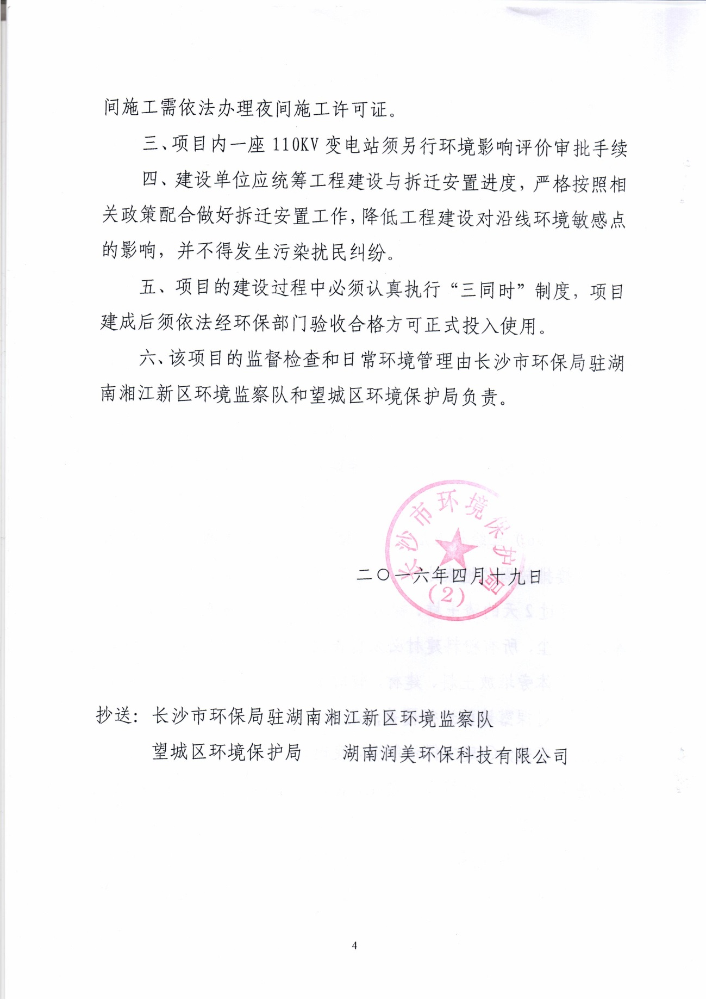 间施工需依法办理夜间施工许可证。
三、项目内一座 110KV 变电站须另行环境影响评价审批手续
四、建设单位应统筹工程建设与拆迁安置进度，严格按照相
关政策配合做好拆迁安置工作，降低工程建设对沿线环境敏感点
的影响，并不得发生污染扰民纠纷。
五、项目的建设过程中必须认真执行“三同时”制度，项目
建成后须依法经环保部门验收合格方可正式投入使用。
六、该项目的监督检查和日常环境管理由长沙市环保局驻湖
南湘江新区环境监察队和望城区环境保护局负责。
长沙市环境保护局
二〇一六年四月十九日
（2）
抄送：长沙市环保局驻湖南湘江新区环境监察队
望城区环境保护局 湖南润美环保科技有限公司
4